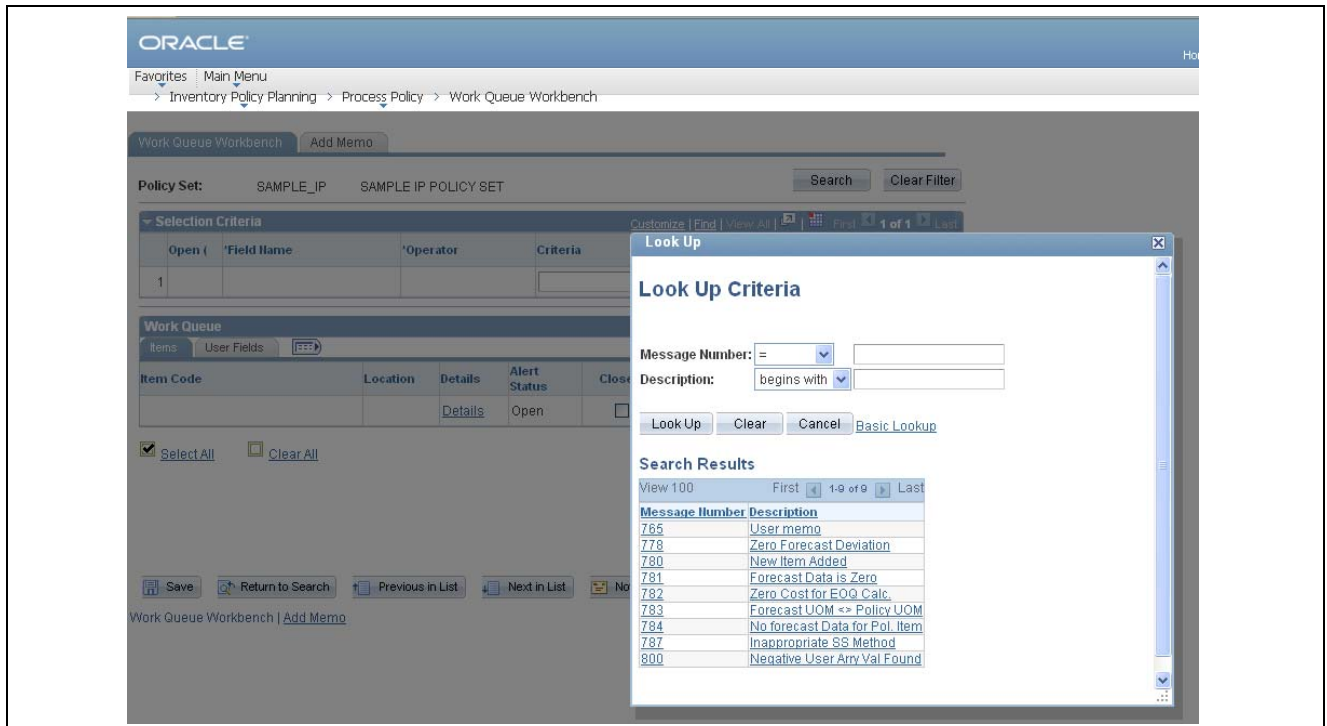 ORACLE
Ho
Favorites Main Menu
> Inventory Policy Planning > Process Policy > Work Queue Workbench
Work Queue Workbench Add Memo
Policy Set: SAMPLE_IP SAMPLE IP POLICY SET Search Clear Filter
Selection Criteria Customize | Find | View All | First 1 of 1 Last
Open ( *Field Name *Operator Criteria
1
Work Queue
Items User Fields
Item Code Location Details Alert Status Close
Details Open
Select All Clear All
Save Return to Search Previous in List Next in List No
Work Queue Workbench | Add Memo
Look Up
Look Up Criteria
Message Number: =
Description: begins with
Look Up Clear Cancel Basic Lookup
Search Results
View 100 First 1-9 of 9 Last
Message Number Description
765 User memo
778 Zero Forecast Deviation
780 New Item Added
781 Forecast Data is Zero
782 Zero Cost for EOQ Calc.
783 Forecast UOM <> Policy UOM
784 No forecast Data for Pol. Item
787 Inappropriate SS Method
800 Negative User Arry Val Found